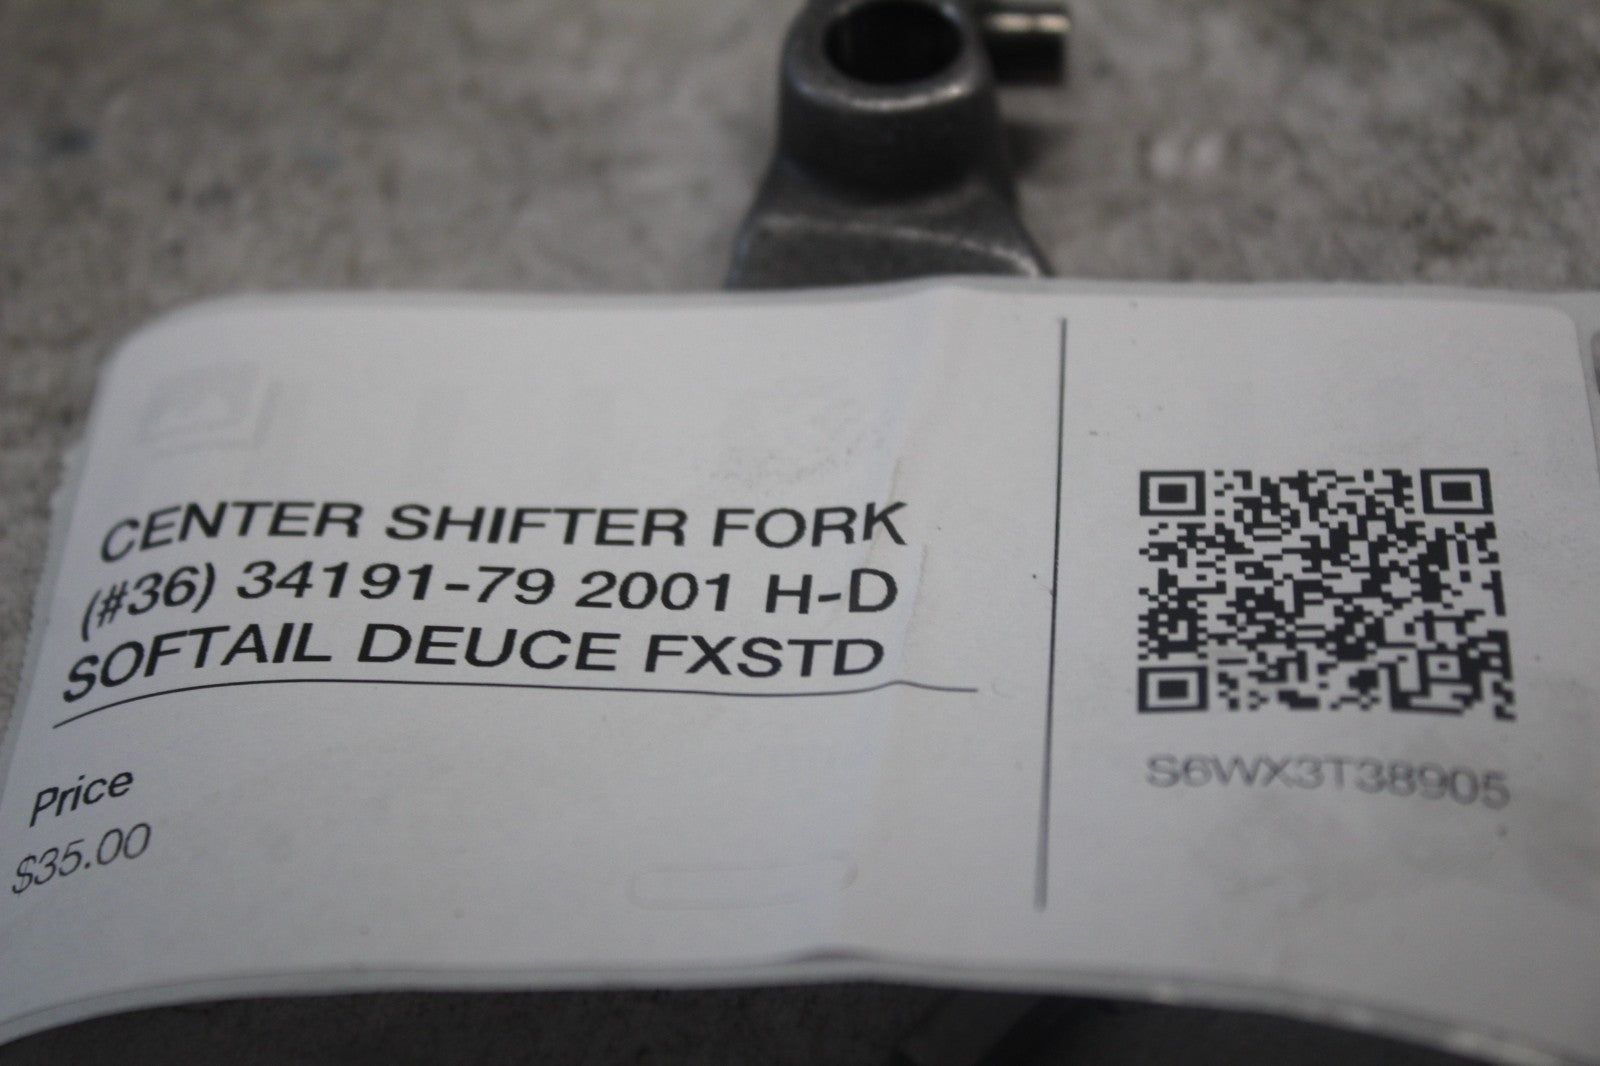 CENTER SHIFTER FORK
(#36) 34191-79 2001 H-D
SOFTAIL DEUCE FXSTD
Price
$35.00
S6WX3T38905